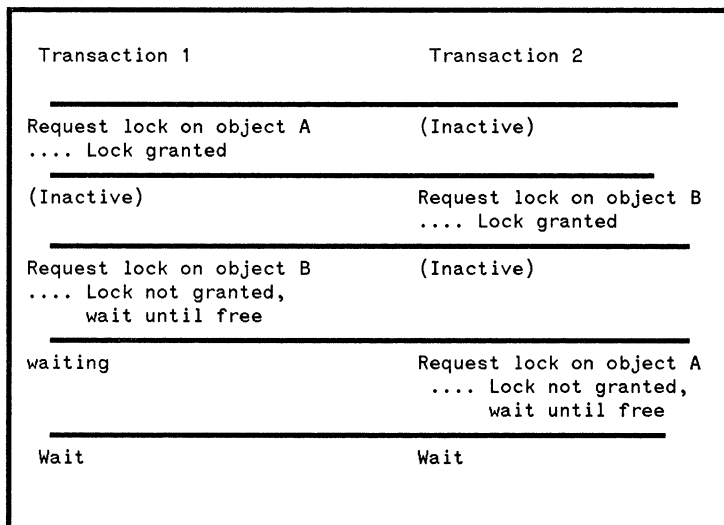 Transaction 1 Transaction 2
Request lock on object A (Inactive)
.... Lock granted
(Inactive) Request lock on object B
.... Lock granted
Request lock on object B (Inactive)
.... Lock not granted,
wait until free
waiting Request lock on object A
.... Lock not granted,
wait until free
Wait Wait